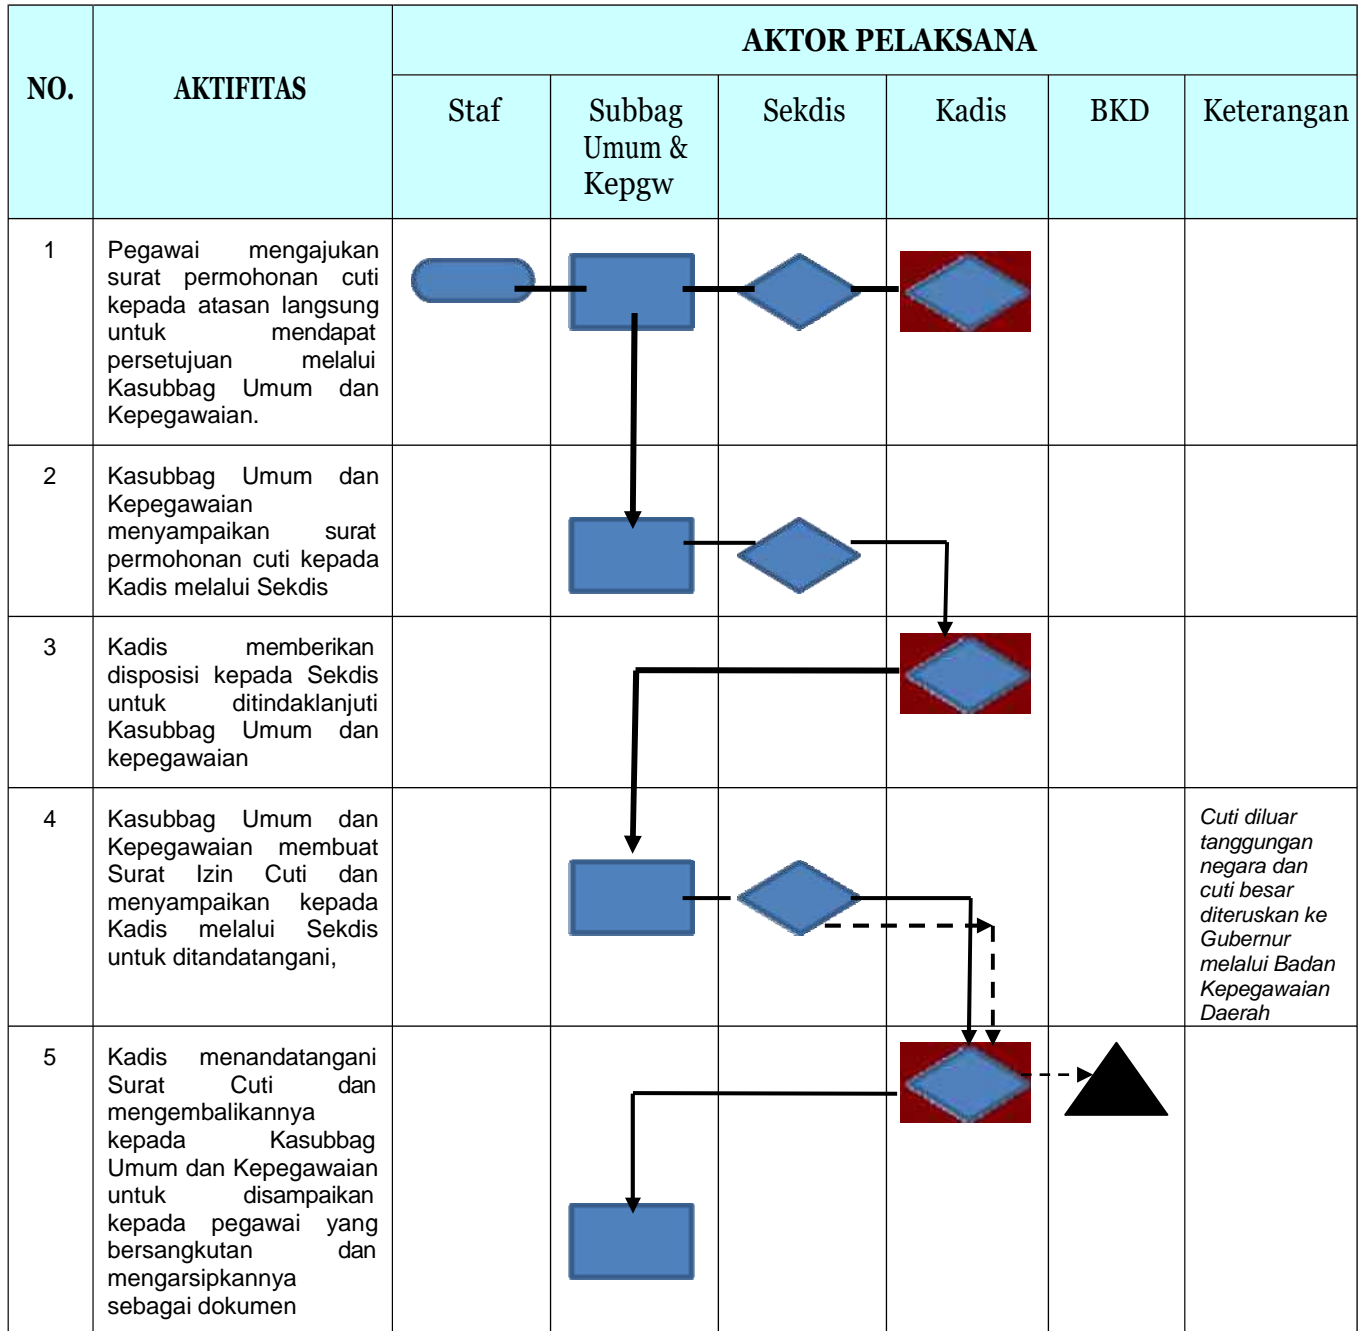 AKTOR PELAKSANA
NO.
AKTIFITAS
Staf
Subbag
Umum &
Kepgw
Sekdis
Kadis
BKD
Keterangan
1
Pegawai mengajukan
surat permohonan cuti
kepada atasan langsung
untuk mendapat
persetujuan melalui
Kasubbag Umum dan
Kepegawaian.
2
Kasubbag Umum dan
Kepegawaian
menyampaikan surat
permohonan cuti kepada
Kadis melalui Sekdis
3
Kadis memberikan
disposisi kepada Sekdis
untuk ditindaklanjuti
Kasubbag Umum dan
kepegawaian
4
Kasubbag Umum dan
Kepegawaian membuat
Surat Izin Cuti dan
menyampaikan kepada
Kadis melalui Sekdis
untuk ditandatangani,
Cuti diluar
tanggungan
negara dan
cuti besar
diteruskan ke
Gubernur
melalui Badan
Kepegawaian
Daerah
5
Kadis menandatangani
Surat Cuti dan
mengembalikannya
kepada Kasubbag
Umum dan Kepegawaian
untuk disampaikan
kepada pegawai yang
bersangkutan dan
mengarsipkannya
sebagai dokumen